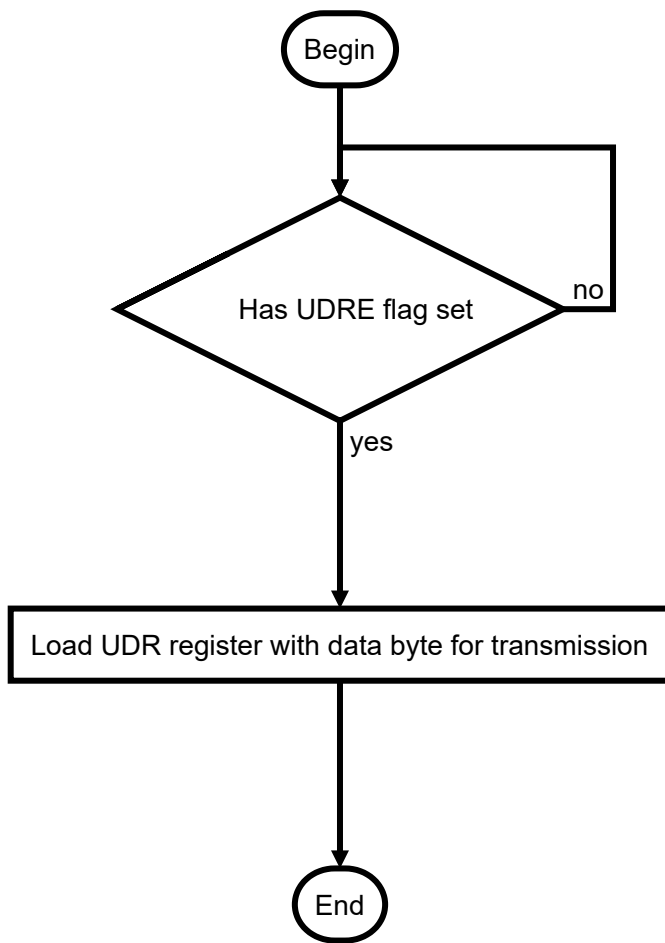 Begin
Has UDRE flag set
no
yes
Load UDR register with data byte for transmission
End